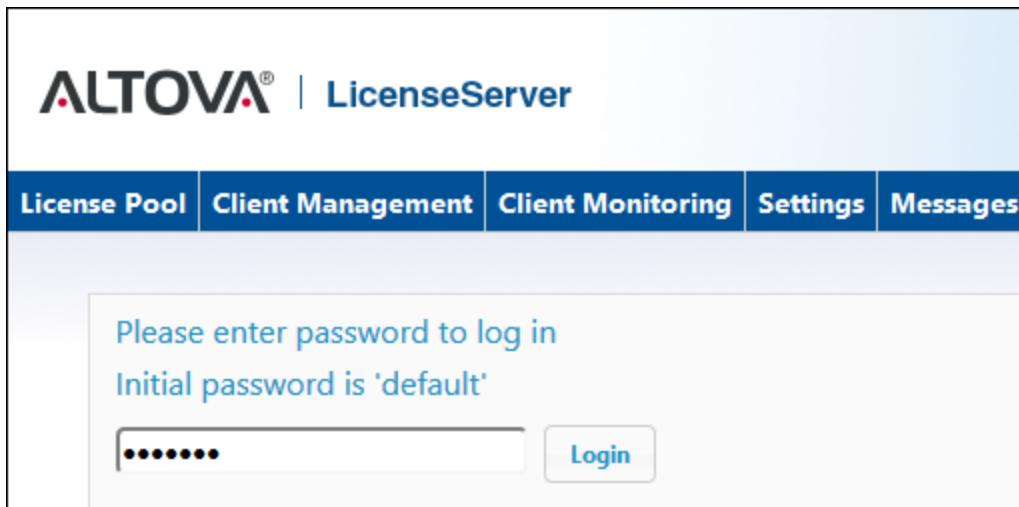 ALTOVA® | LicenseServer
License Pool Client Management Client Monitoring Settings Messages
Please enter password to log in
Initial password is 'default'
••••••• Login